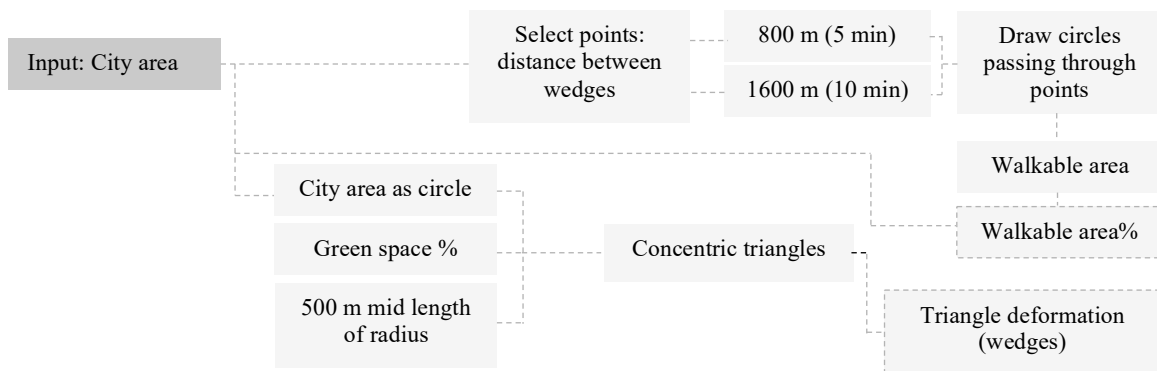 Input: City area
Select points:
distance between
wedges
800 m (5 min)
1600 m (10 min)
Draw circles
passing through
points
Walkable area
Walkable area%
City area as circle
Green space %
500 m mid length
of radius
Concentric triangles
Triangle deformation
(wedges)